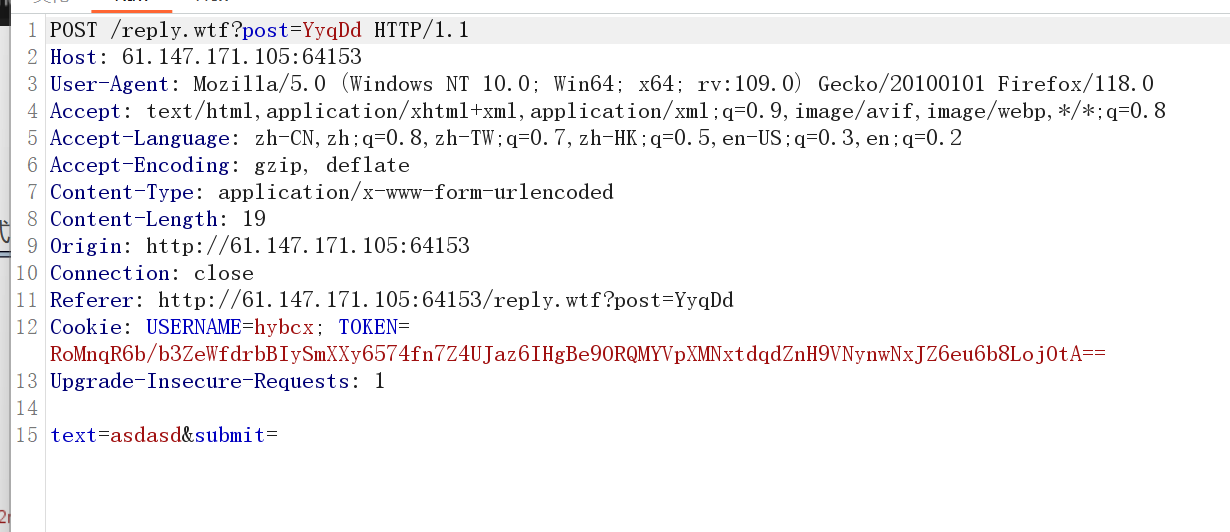 1 POST /reply.wtf?post=YyqDd HTTP/1.1
2 Host: 61.147.171.105:64153
3 User-Agent: Mozilla/5.0 (Windows NT 10.0; Win64; x64; rv:109.0) Gecko/20100101 Firefox/118.0
4 Accept: text/html,application/xhtml+xml,application/xml;q=0.9,image/avif,image/webp,*/*;q=0.8
5 Accept-Language: zh-CN,zh;q=0.8,zh-TW;q=0.7,zh-HK;q=0.5,en-US;q=0.3,en;q=0.2
6 Accept-Encoding: gzip, deflate
7 Content-Type: application/x-www-form-urlencoded
8 Content-Length: 19
9 Origin: http://61.147.171.105:64153
10 Connection: close
11 Referer: http://61.147.171.105:64153/reply.wtf?post=YyqDd
12 Cookie: USERNAME=hybcx; TOKEN=
RoMnqR6b/b3ZeWfdrbBIySmXXy6574fn7Z4UJaz6IHgBe9ORQMYVpXMNxtdqdZnH9VNynwNxJZ6eu6b8Loj0tA==
13 Upgrade-Insecure-Requests: 1
14
15 text=asdasd&submit=